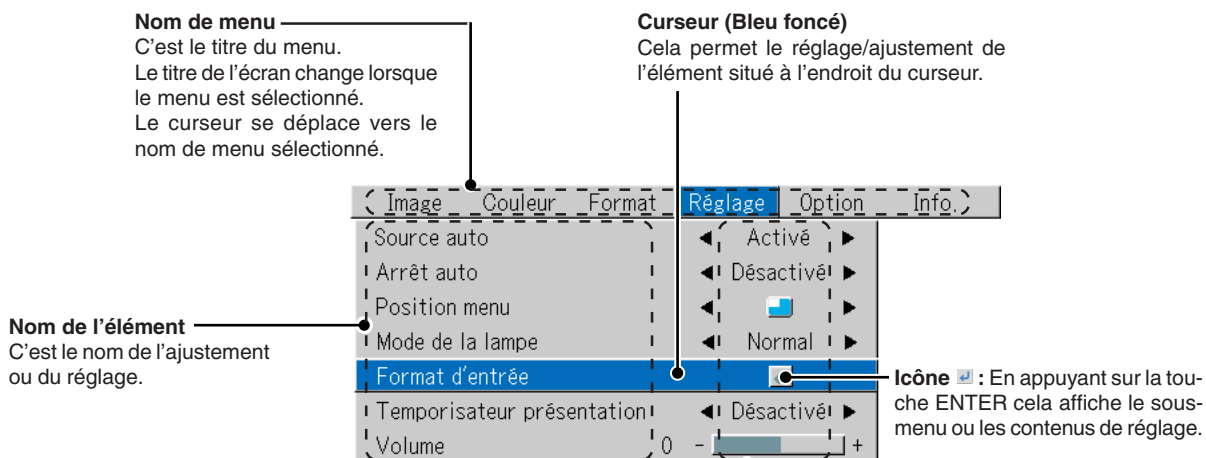 Nom de menu
C’est le titre du menu.
Le titre de l’écran change lorsque
le menu est sélectionné.
Le curseur se déplace vers le
nom de menu sélectionné.
Curseur (Bleu foncé)
Cela permet le réglage/ajustement de
l’élément situé à l’endroit du curseur.
Image Couleur Format Réglage Option Info.
Source auto Activé
Arrêt auto Désactivé
Position menu
Mode de la lampe Normal
Format d’entrée
Temporisateur présentation Désactivé
Volume 0 - +
Nom de l’élément
C’est le nom de l’ajustement
ou du réglage.
Icône : En appuyant sur la tou-
che ENTER cela affiche le sous-
menu ou les contenus de réglage.